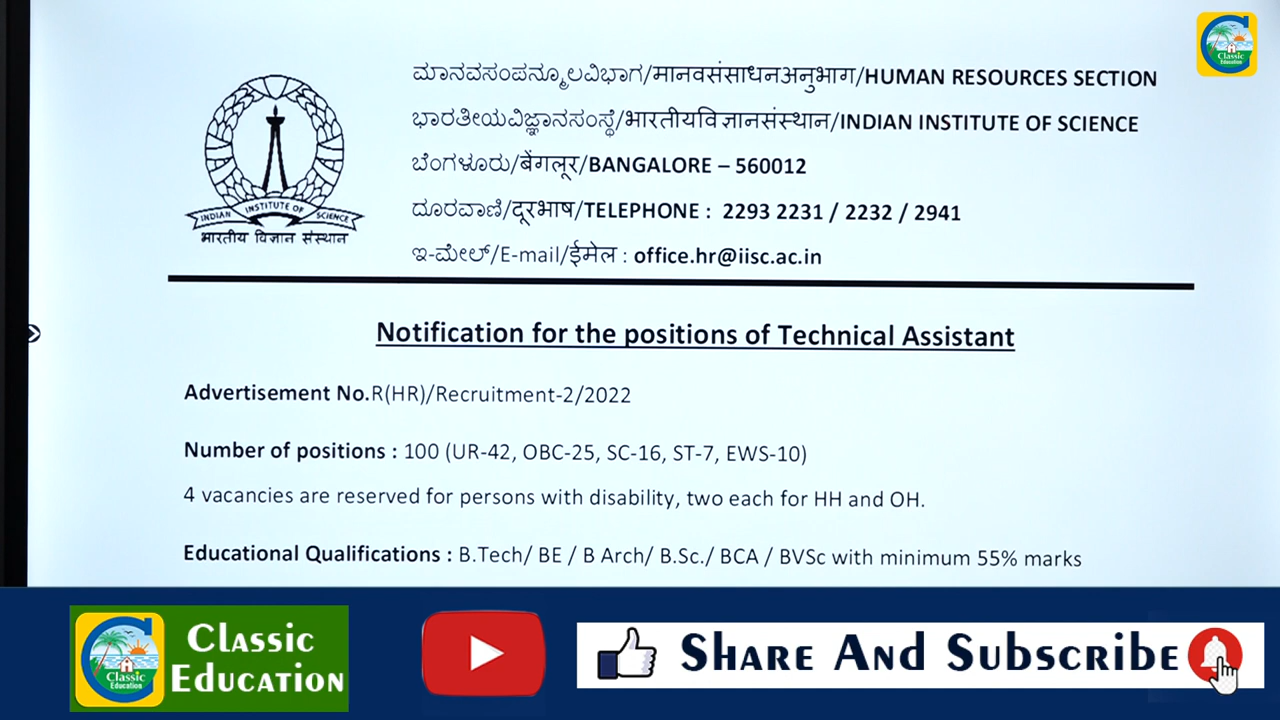 Classic
Education
ಮಾನವಸಂಪನ್ಮೂಲವಿಭಾಗ/मानवसंसाधनअनुभाग/HUMAN RESOURCES SECTION
ಭಾರತೀಯವಿಜ್ಞಾನಸಂಸ್ಥೆ/भारतीयविज्ञानसंस्थान/INDIAN INSTITUTE OF SCIENCE
ಬೆಂಗಳೂರು/बेंगलूर/BANGALORE – 560012
ದೂರವಾಣಿ/दूरभाष/TELEPHONE : 2293 2231 / 2232 / 2941
ಇ-ಮೇಲ್/E-mail/ईमेल : office.hr@iisc.ac.in
INDIAN INSTITUTE OF SCIENCE
भारतीय विज्ञान संस्थान
Notification for the positions of Technical Assistant
Advertisement No.R(HR)/Recruitment-2/2022
Number of positions : 100 (UR-42, OBC-25, SC-16, ST-7, EWS-10)
4 vacancies are reserved for persons with disability, two each for HH and OH.
Educational Qualifications : B.Tech/ BE / B Arch/ B.Sc./ BCA / BVSc with minimum 55% marks
Classic
Education
Classic
Education
Share And Subscribe